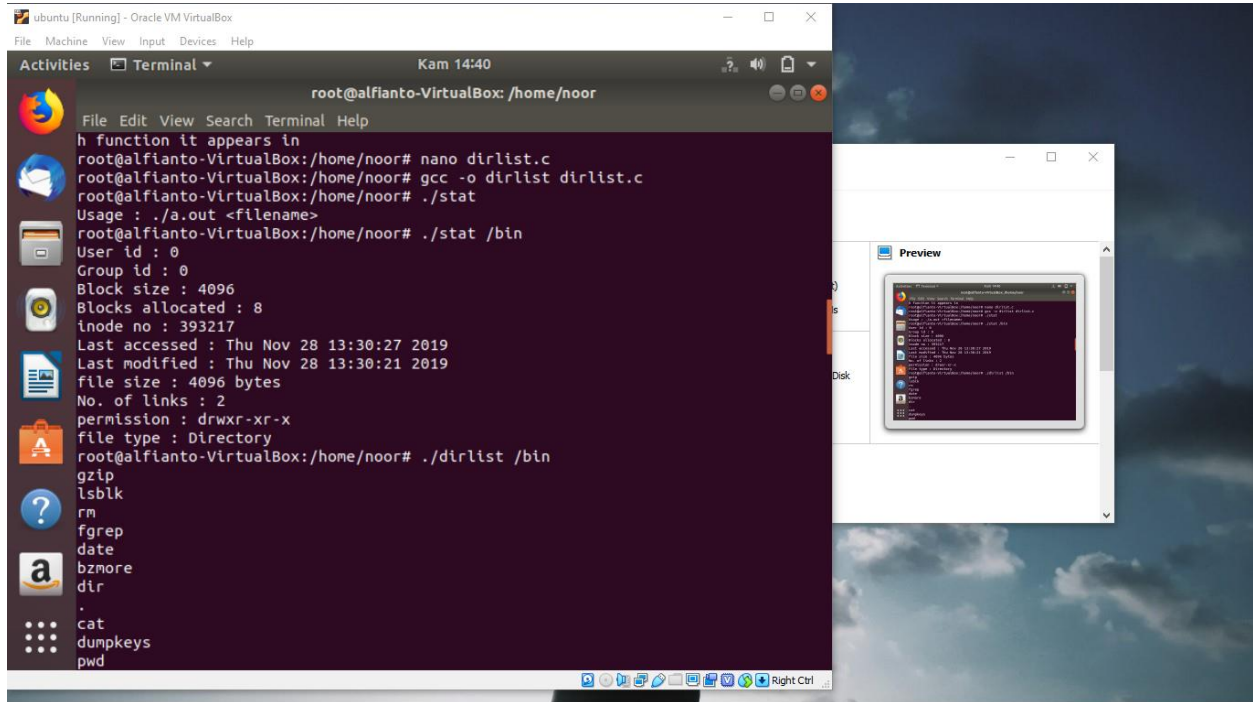 ubuntu [Running] - Oracle VM VirtualBox
File Machine View Input Devices Help
Activities Terminal Kam 14:40
root@alfianto-VirtualBox: /home/noor
File Edit View Search Terminal Help
h function it appears in
root@alfianto-VirtualBox:/home/noor# nano dirlist.c
root@alfianto-VirtualBox:/home/noor# gcc -o dirlist dirlist.c
root@alfianto-VirtualBox:/home/noor# ./stat
Usage : ./a.out <filename>
root@alfianto-VirtualBox:/home/noor# ./stat /bin
User id : 0
Group id : 0
Block size : 4096
Blocks allocated : 8
inode no : 393217
Last accessed : Thu Nov 28 13:30:27 2019
Last modified : Thu Nov 28 13:30:21 2019
file size : 4096 bytes
No. of links : 2
permission : drwxr-xr-x
file type : Directory
root@alfianto-VirtualBox:/home/noor# ./dirlist /bin
gzip
lsblk
rm
fgrep
date
bzmore
dir
.
cat
dumpkeys
pwd
Right Ctrl
Preview
Disk